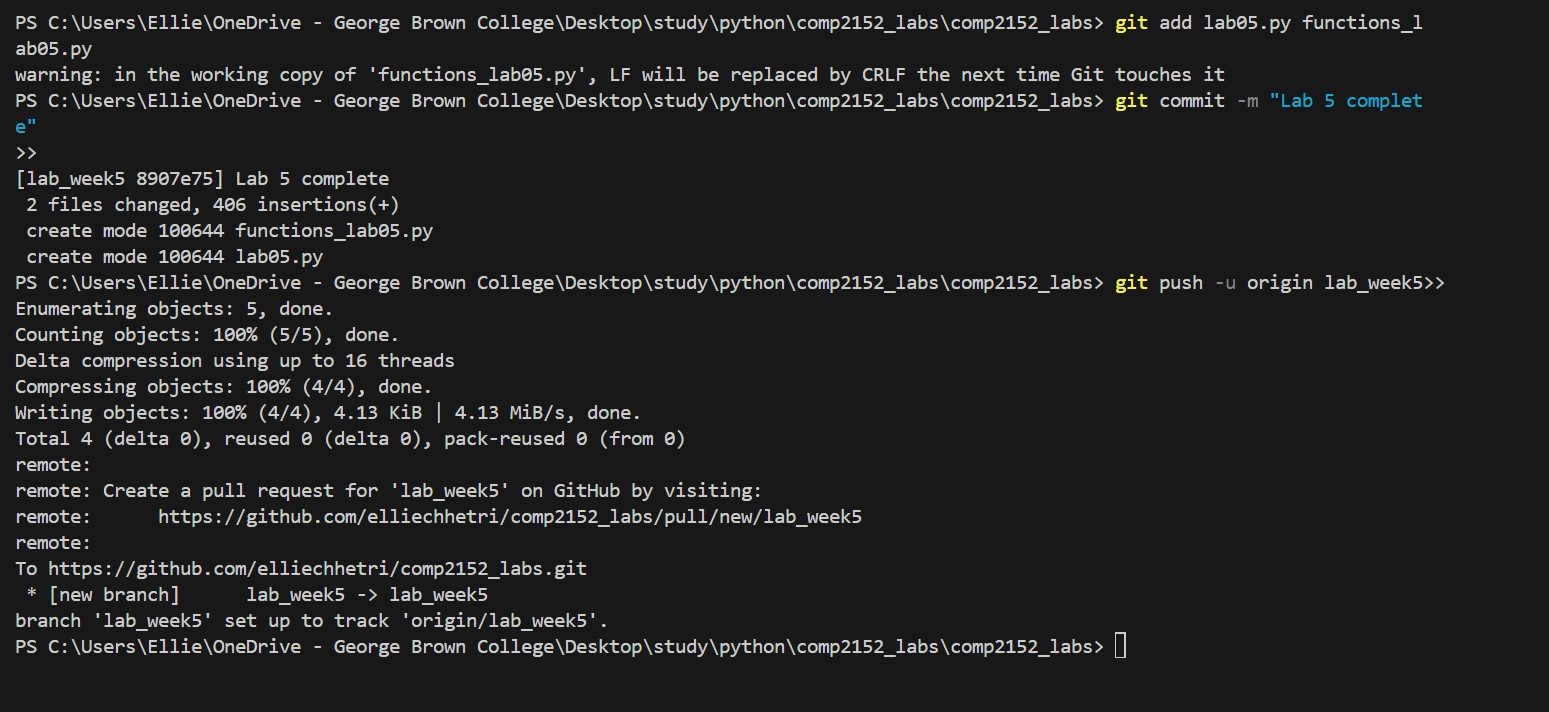 PS C:\Users\Ellie\OneDrive - George Brown College\Desktop\study\python\comp2152_labs\comp2152_labs> git add lab05.py functions_l
ab05.py
warning: in the working copy of 'functions_lab05.py', LF will be replaced by CRLF the next time Git touches it
PS C:\Users\Ellie\OneDrive - George Brown College\Desktop\study\python\comp2152_labs\comp2152_labs> git commit -m "Lab 5 complet
e"
>>
[lab_week5 8907e75] Lab 5 complete
 2 files changed, 406 insertions(+)
 create mode 100644 functions_lab05.py
 create mode 100644 lab05.py
PS C:\Users\Ellie\OneDrive - George Brown College\Desktop\study\python\comp2152_labs\comp2152_labs> git push -u origin lab_week5>>
Enumerating objects: 5, done.
Counting objects: 100% (5/5), done.
Delta compression using up to 16 threads
Compressing objects: 100% (4/4), done.
Writing objects: 100% (4/4), 4.13 KiB | 4.13 MiB/s, done.
Total 4 (delta 0), reused 0 (delta 0), pack-reused 0 (from 0)
remote:
remote: Create a pull request for 'lab_week5' on GitHub by visiting:
remote:      https://github.com/elliechhetri/comp2152_labs/pull/new/lab_week5
remote:
To https://github.com/elliechhetri/comp2152_labs.git
 * [new branch]      lab_week5 -> lab_week5
branch 'lab_week5' set up to track 'origin/lab_week5'.
PS C:\Users\Ellie\OneDrive - George Brown College\Desktop\study\python\comp2152_labs\comp2152_labs>